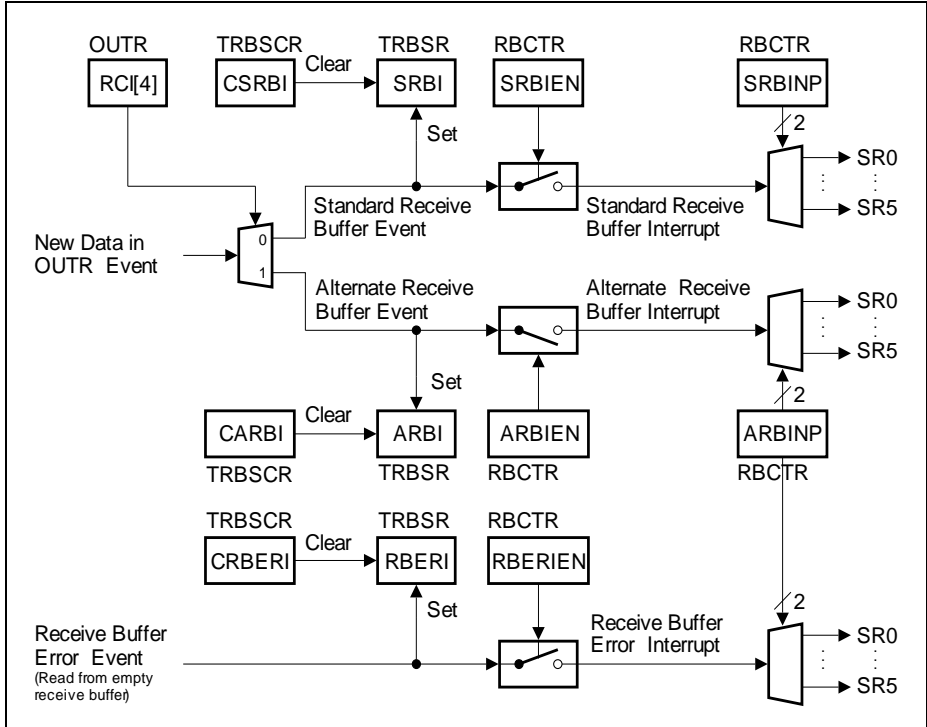 OUTR
TRBSCR
TRBSR
RBCTR
RBCTR
RCI[4]
CSRBI
Clear
SRBI
SRBIEN
SRBINP
Set
2
SR0
SR5
0
1
Standard Receive
Buffer Event
Standard Receive
Buffer Interrupt
New Data in
OUTR Event
Alternate Receive
Buffer Event
Alternate Receive
Buffer Interrupt
SR0
SR5
Set
2
CARBI
Clear
ARBI
ARBIEN
ARBINP
TRBSCR
TRBSR
RBCTR
RBCTR
TRBSCR
TRBSR
RBCTR
CRBERI
Clear
RBERI
RBERIEN
Set
2
Receive Buffer
Error Event
(Read from empty
receive buffer)
Receive Buffer
Error Interrupt
SR0
SR5